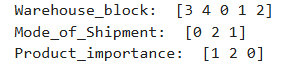 Warehouse_block:  [3 4 0 1 2]
Mode_of_Shipment:  [0 2 1]
Product_importance:  [1 2 0]